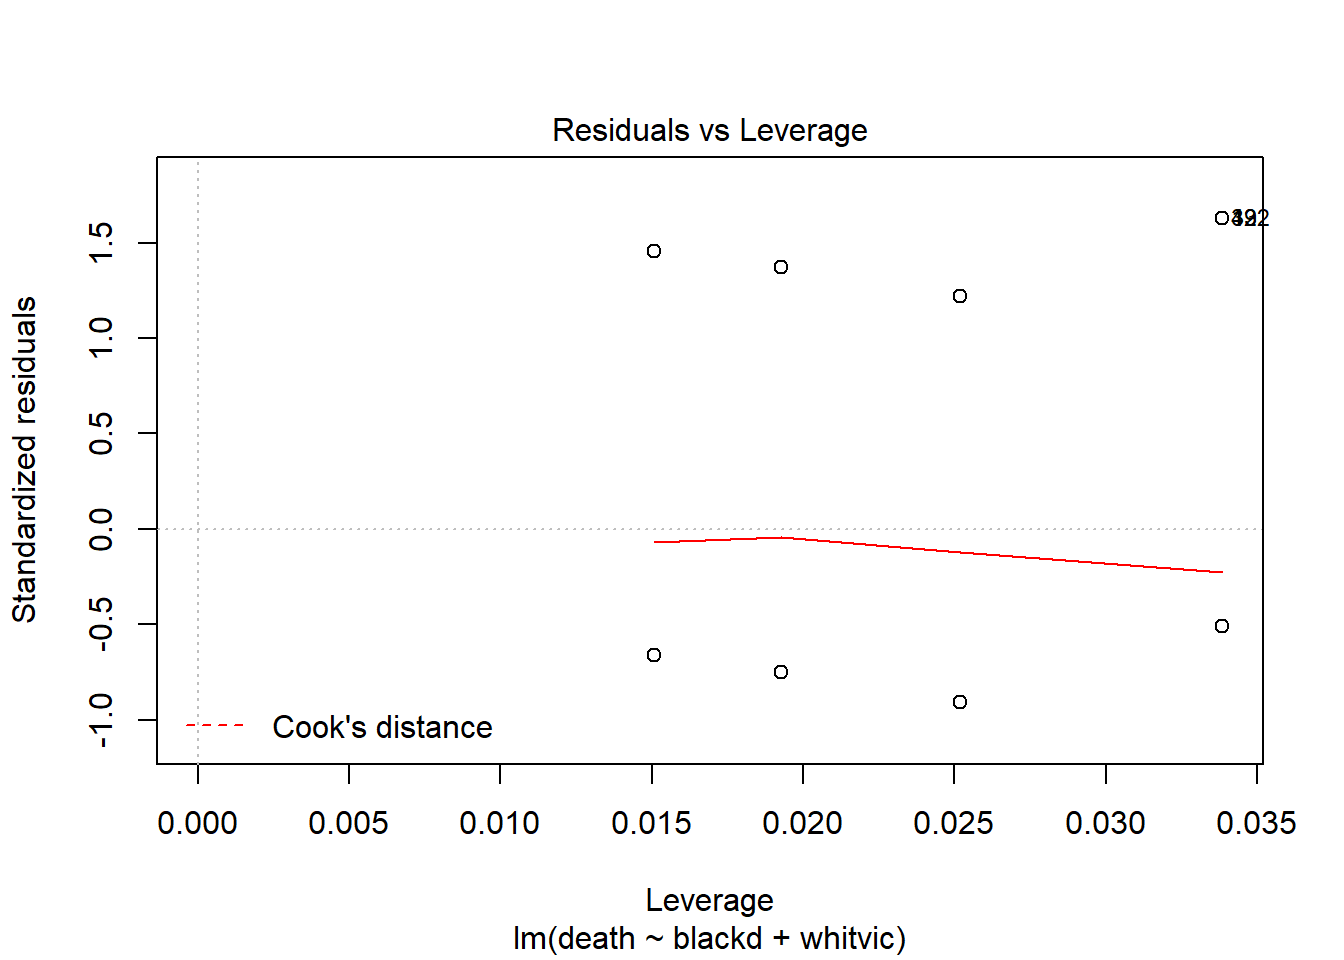 Residuals vs Leverage
Standardized residuals
1.5
1.0
0.5
0.0
-0.5
-1.0
Cook's distance
0.000 0.005 0.010 0.015 0.020 0.025 0.030 0.035
Leverage
lm(death ~ blackd + whitvic)